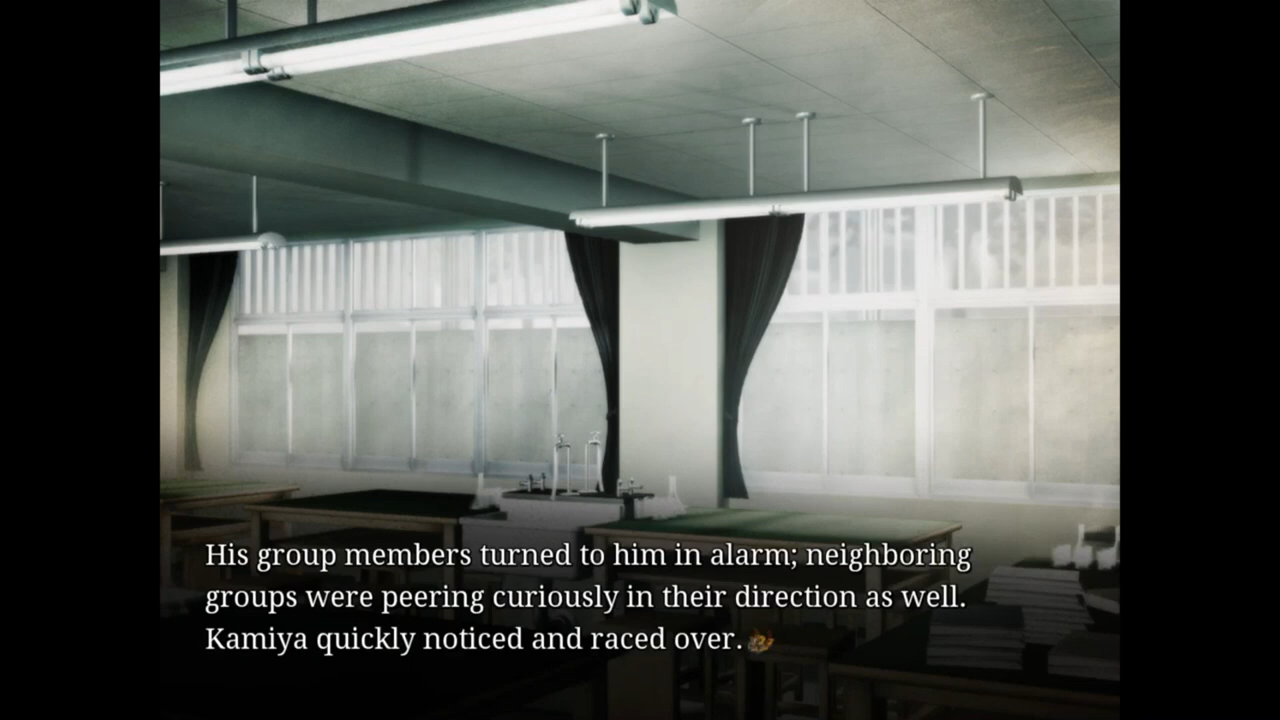 His group members turned to him in alarm; neighboring
groups were peering curiously in their direction as well.
Kamiya quickly noticed and raced over.